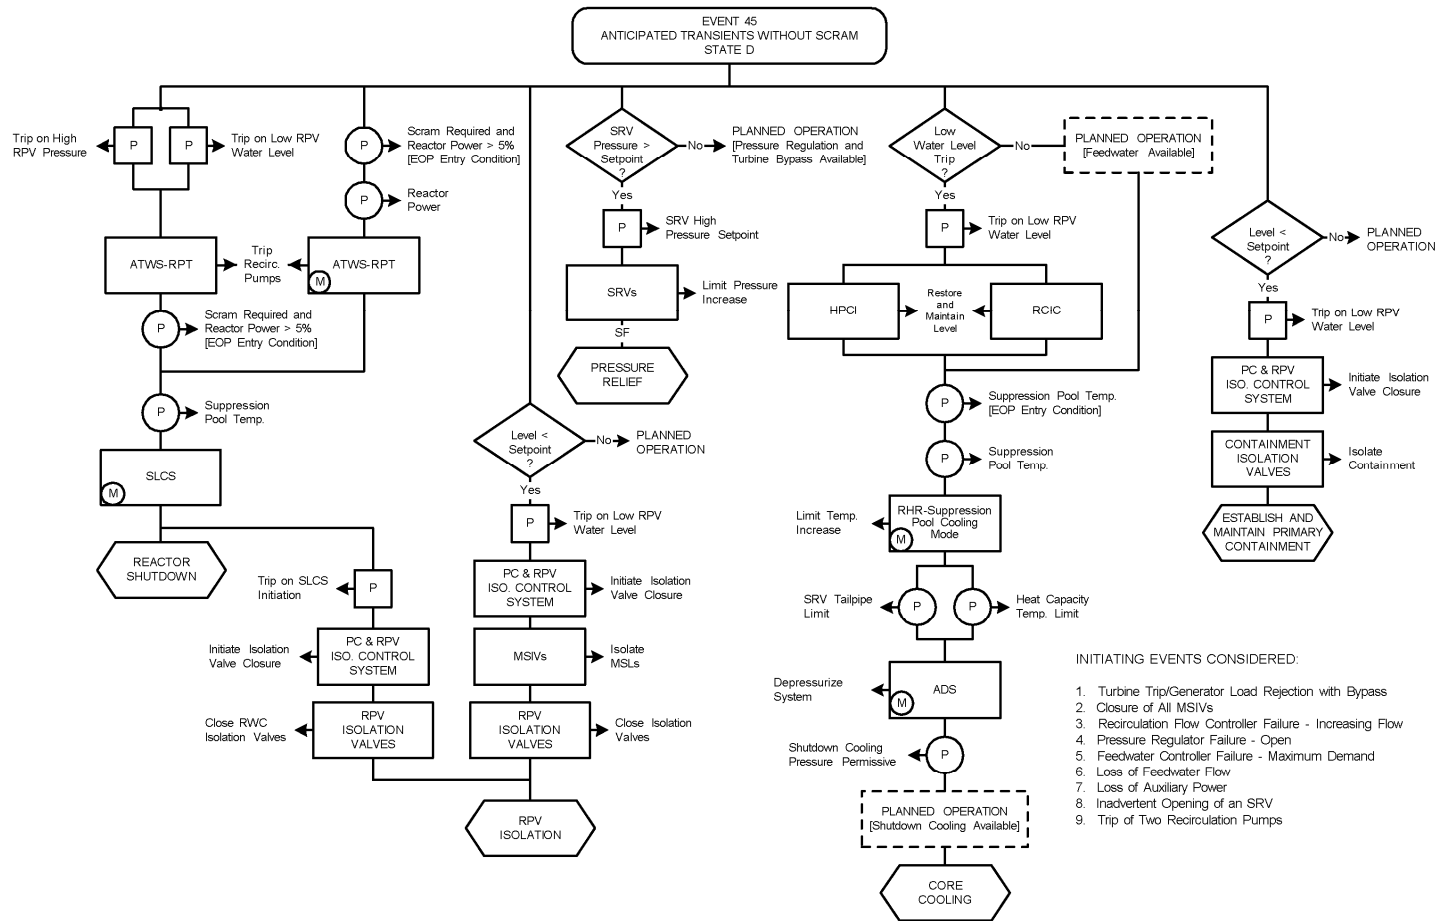 EVENT 45
ANTICIPATED TRANSIENTS WITHOUT SCRAM
STATE D
Trip on High
RPV Pressure
P
P
Trip on Low RPV
Water Level
P
Scram Required and
Reactor Power > 5%
[EOP Entry Condition]
P
Reactor
Power
ATWS-RPT
Trip
Recirc.
Pumps
ATWS-RPT
M
P
Scram Required and
Reactor Power > 5%
[EOP Entry Condition]
P
Suppression
Pool Temp.
SLCS
M
REACTOR
SHUTDOWN
Trip on SLCS
Initiation
P
Initiate Isolation
Valve Closure
PC & RPV
ISO. CONTROL
SYSTEM
Close RWC
Isolation Valves
RPV
ISOLATION
VALVES
Level <
Setpoint
?
No
PLANNED
OPERATION
Yes
P
Trip on Low RPV
Water Level
PC & RPV
ISO. CONTROL
SYSTEM
Initiate Isolation
Valve Closure
MSIVs
Isolate
MSLs
RPV
ISOLATION
VALVES
Close Isolation
Valves
RPV
ISOLATION
SRV
Pressure >
Setpoint
?
No
PLANNED OPERATION
[Pressure Regulation and
Turbine Bypass Available]
Yes
P
SRV High
Pressure Setpoint
SRVs
Limit Pressure
Increase
SF
PRESSURE
RELIEF
Low
Water Level
Trip
?
No
PLANNED OPERATION
[Feedwater Available]
Yes
P
Trip on Low RPV
Water Level
HPCI
Restore
and
Maintain
Level
RCIC
P
Suppression Pool Temp.
[EOP Entry Condition]
P
Suppression
Pool Temp.
Limit Temp.
Increase
RHR-Suppression
Pool Cooling
Mode
M
SRV Tailpipe
Limit
P
P
Heat Capacity
Temp. Limit
Depressurize
System
ADS
M
Shutdown Cooling
Pressure Permissive
P
PLANNED OPERATION
[Shutdown Cooling Available]
CORE
COOLING
Level <
Setpoint
?
No
PLANNED
OPERATION
Yes
P
Trip on Low RPV
Water Level
PC & RPV
ISO. CONTROL
SYSTEM
Initiate Isolation
Valve Closure
CONTAINMENT
ISOLATION
VALVES
Isolate
Containment
ESTABLISH AND
MAINTAIN PRIMARY
CONTAINMENT
INITIATING EVENTS CONSIDERED:
1. Turbine Trip/Generator Load Rejection with Bypass
2. Closure of All MSIVs
3. Recirculation Flow Controller Failure - Increasing Flow
4. Pressure Regulator Failure - Open
5. Feedwater Controller Failure - Maximum Demand
6. Loss of Feedwater Flow
7. Loss of Auxiliary Power
8. Inadvertent Opening of an SRV
9. Trip of Two Recirculation Pumps